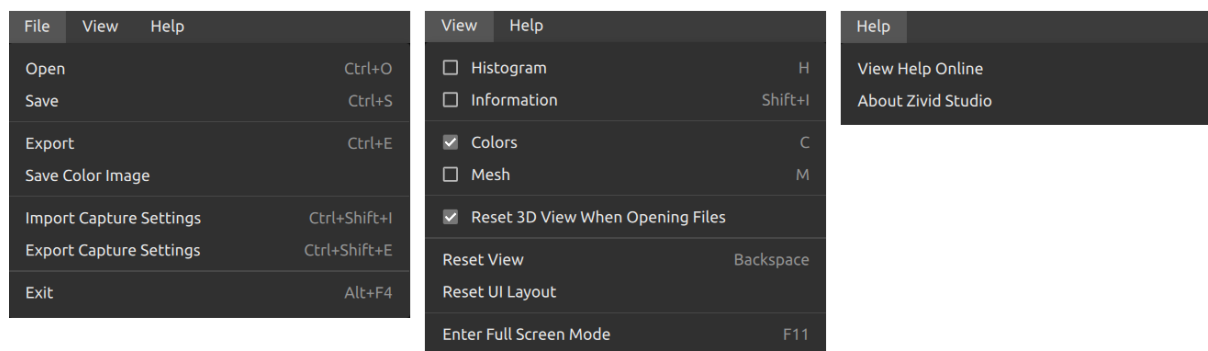 File View Help
Open Ctrl+O
Save Ctrl+S
Export Ctrl+E
Save Color Image
Import Capture Settings Ctrl+Shift+I
Export Capture Settings Ctrl+Shift+E
Exit Alt+F4
View Help
Histogram H
Information Shift+I
Colors C
Mesh M
Reset 3D View When Opening Files
Reset View Backspace
Reset UI Layout
Enter Full Screen Mode F11
Help
View Help Online
About Zivid Studio